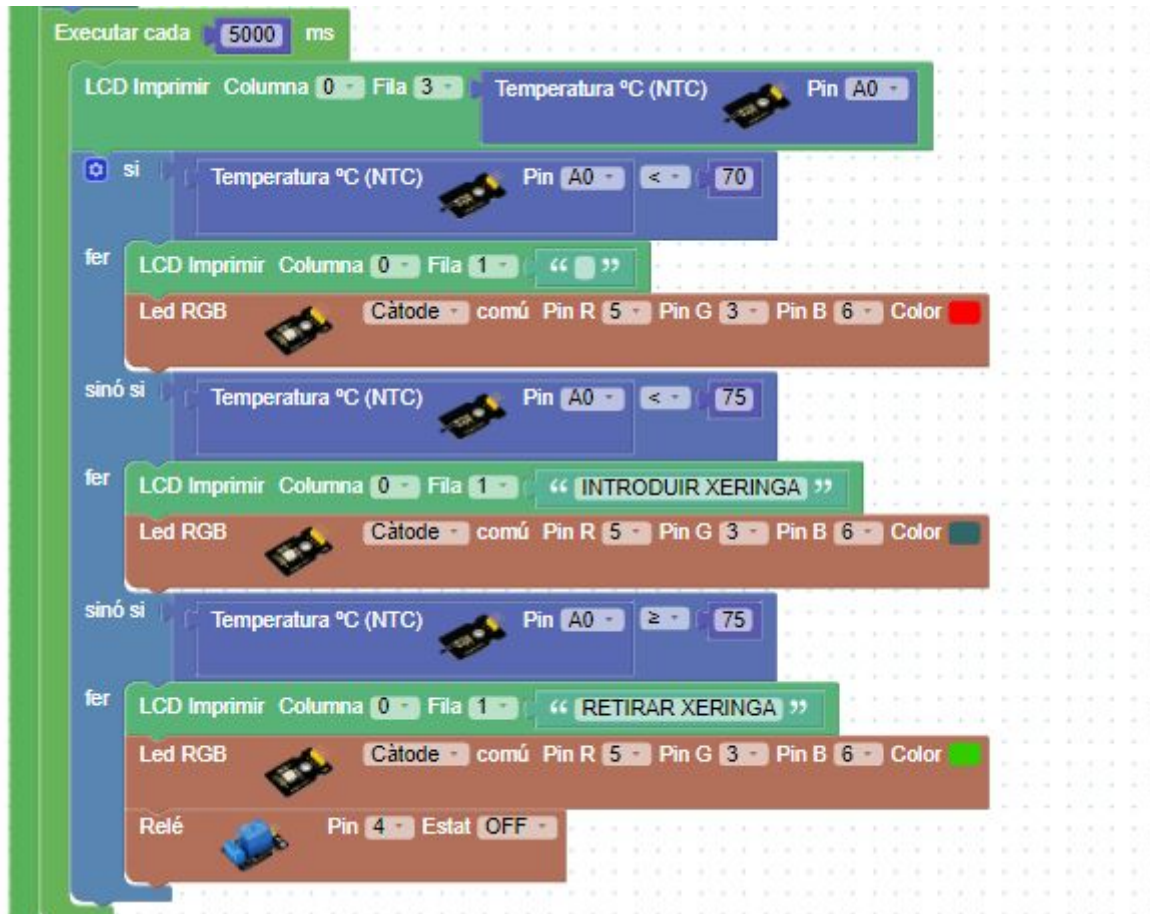 Executar cada 5000 ms
LCD Imprimir Columna 0 Fila 3 Temperatura ºC (NTC) Pin A0
si Temperatura ºC (NTC) Pin A0 < 70
fer LCD Imprimir Columna 0 Fila 1 “ ”
Led RGB Càtode comú Pin R 5 Pin G 3 Pin B 6 Color
sinó si Temperatura ºC (NTC) Pin A0 < 75
fer LCD Imprimir Columna 0 Fila 1 “ INTRODUIR XERINGA ”
Led RGB Càtode comú Pin R 5 Pin G 3 Pin B 6 Color
sinó si Temperatura ºC (NTC) Pin A0 ≥ 75
fer LCD Imprimir Columna 0 Fila 1 “ RETIRAR XERINGA ”
Led RGB Càtode comú Pin R 5 Pin G 3 Pin B 6 Color
Relé Pin 4 Estat OFF